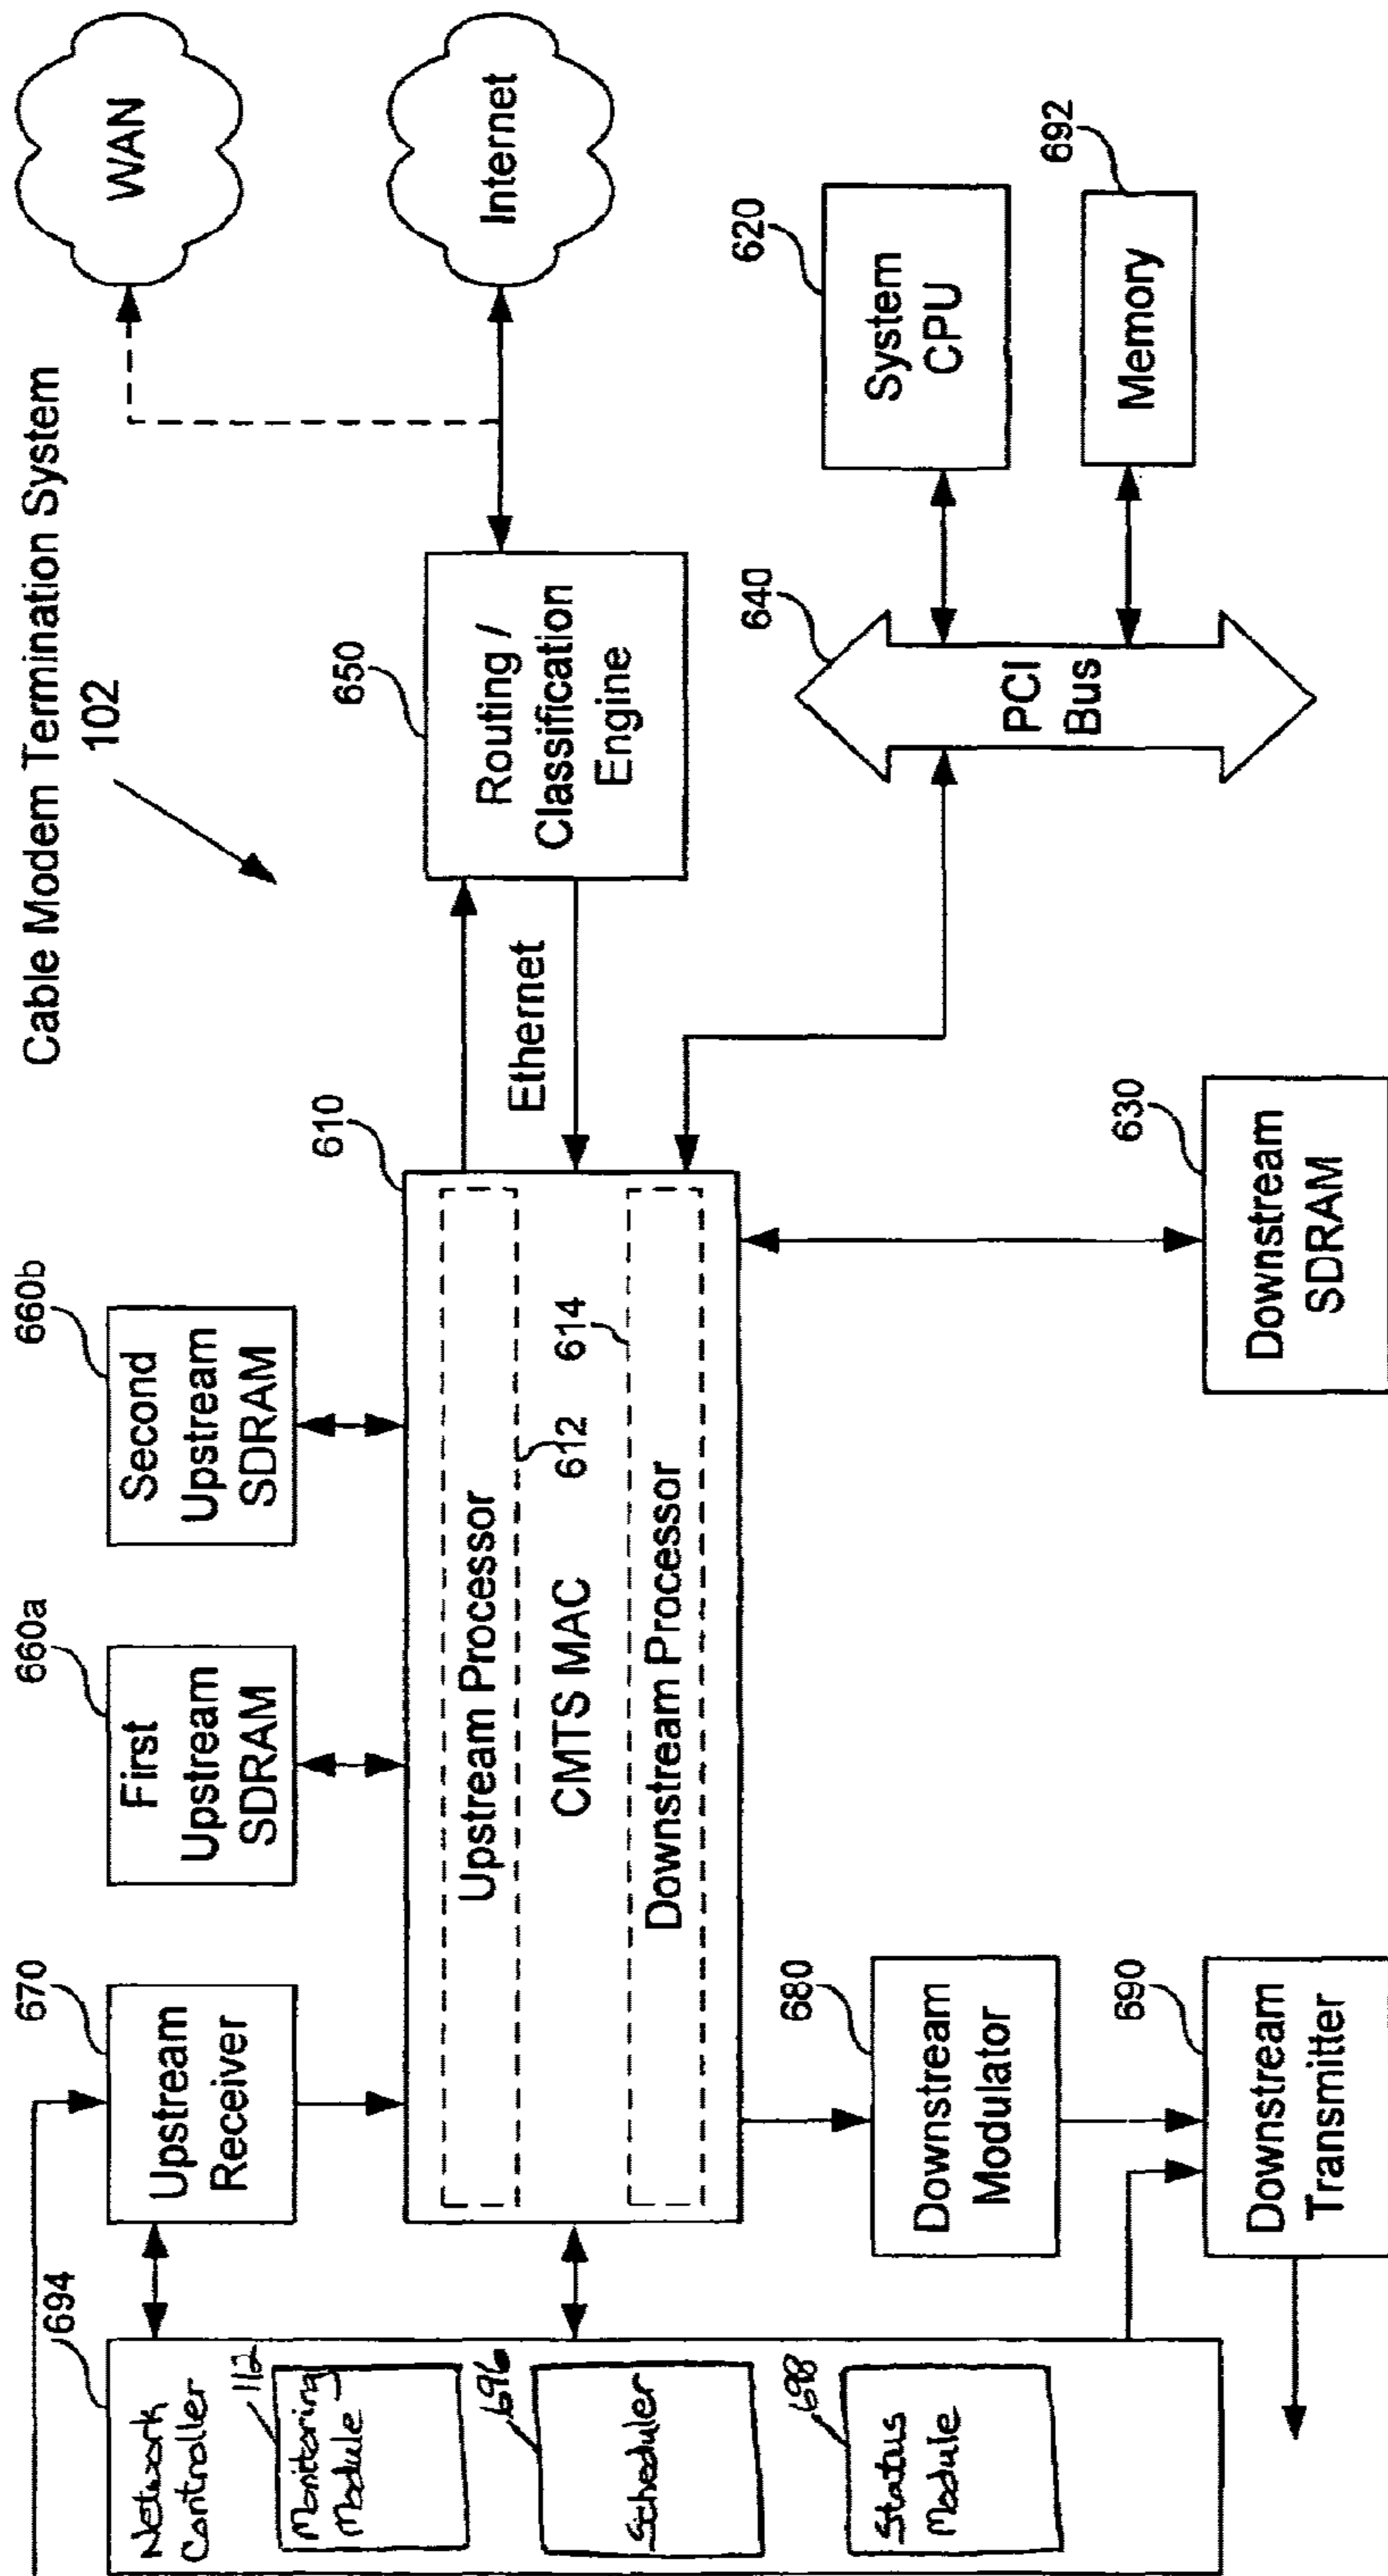 Cable Modem Termination System
102
WAN
Internet
694
Network
Controller
112
Monitoring
Module
696
Scheduler
698
Status
Module
670
Upstream
Receiver
660a
First
Upstream
SDRAM
660b
Second
Upstream
SDRAM
610
Upstream Processor
612
CMTS MAC
614
Downstream Processor
Ethernet
650
Routing /
Classification
Engine
640
PCI
Bus
620
System
CPU
692
Memory
680
Downstream
Modulator
690
Downstream
Transmitter
630
Downstream
SDRAM